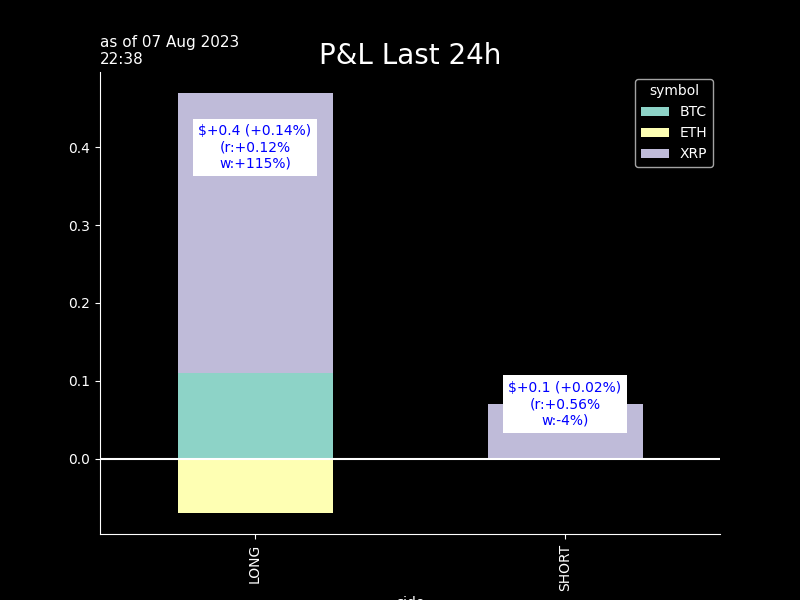 as of 07 Aug 2023
22:38
P&L Last 24h
symbol
BTC
ETH
XRP
$+0.4 (+0.14%)
(r:+0.12%
w:+115%)
$+0.1 (+0.02%)
(r:+0.56%
w:-4%)
0.4
0.3
0.2
0.1
0.0
LONG
SHORT
side